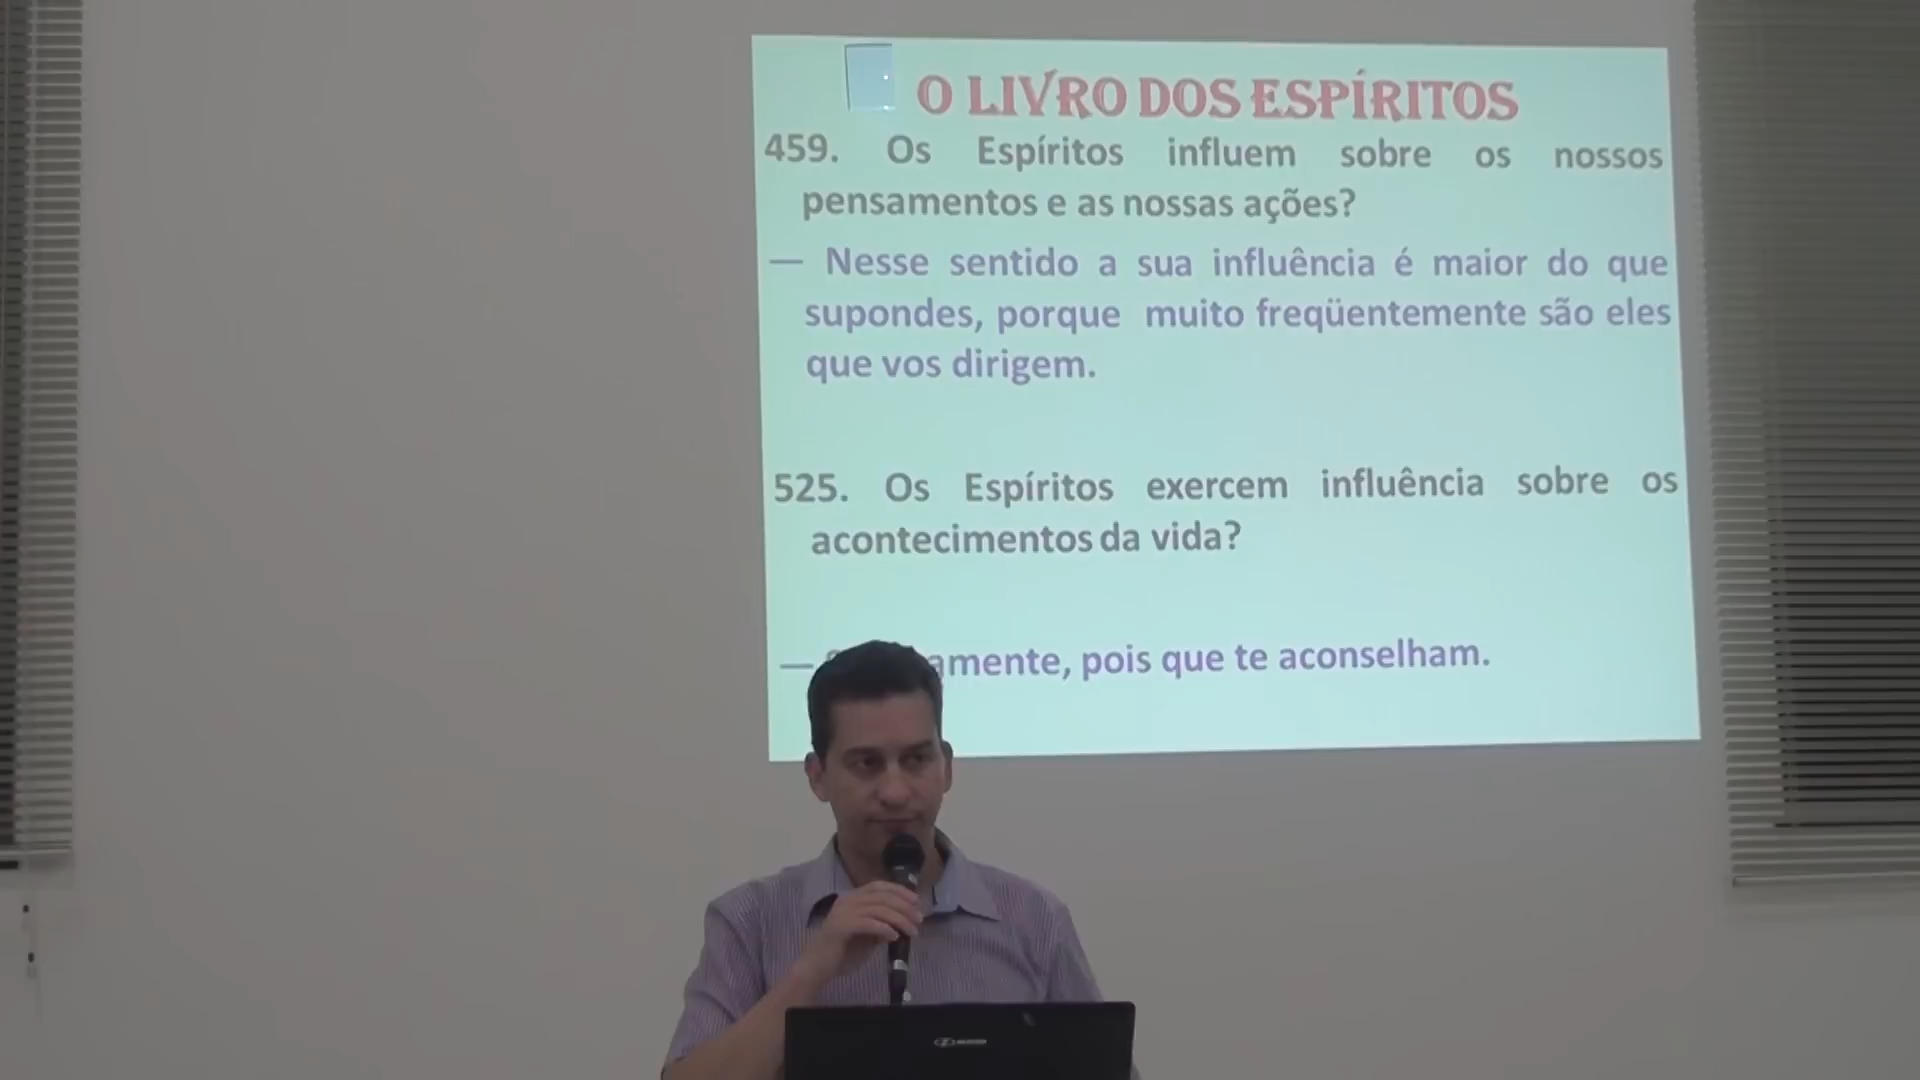 O LIVRO DOS ESPÍRITOS
459. Os Espíritos influem sobre os nossos
pensamentos e as nossas ações?
— Nesse sentido a sua influência é maior do que
supondes, porque muito freqüentemente são eles
que vos dirigem.
525. Os Espíritos exercem influência sobre os
acontecimentos da vida?
— amente, pois que te aconselham.